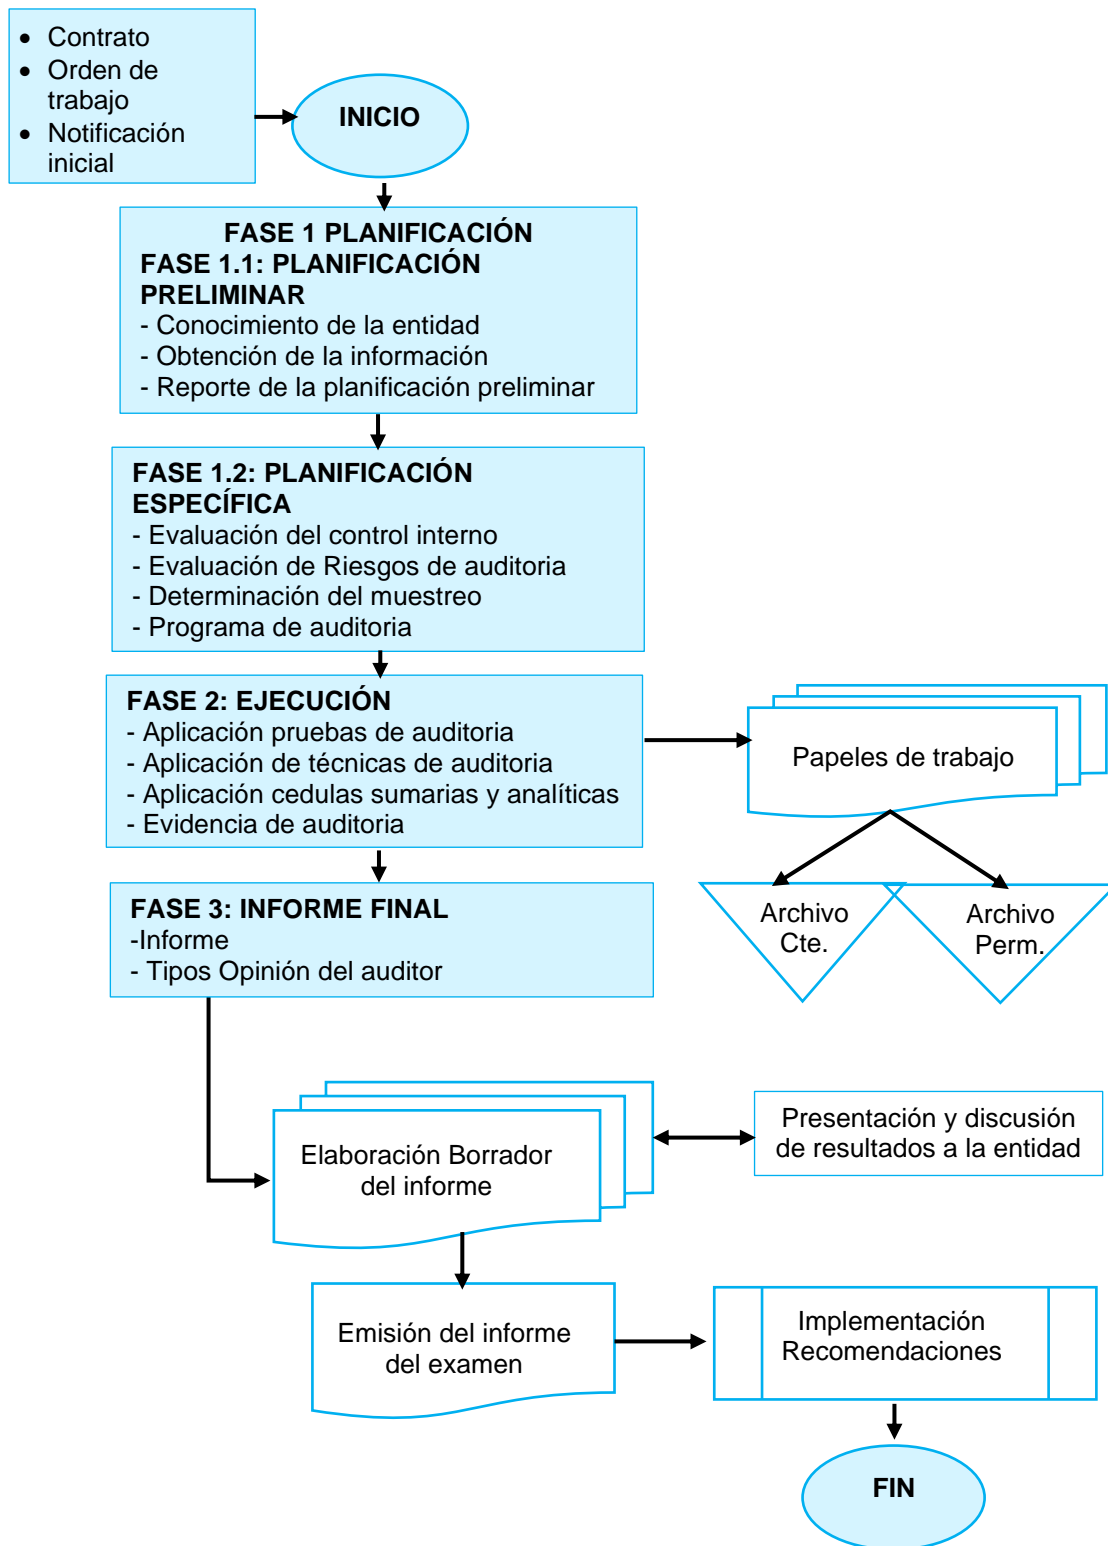 • Contrato
• Orden de
trabajo
• Notificación
inicial
INICIO
FASE 1 PLANIFICACIÓN
FASE 1.1: PLANIFICACIÓN
PRELIMINAR
- Conocimiento de la entidad
- Obtención de la información
- Reporte de la planificación preliminar
FASE 1.2: PLANIFICACIÓN
ESPECÍFICA
- Evaluación del control interno
- Evaluación de Riesgos de auditoria
- Determinación del muestreo
- Programa de auditoria
FASE 2: EJECUCIÓN
- Aplicación pruebas de auditoria
- Aplicación de técnicas de auditoria
- Aplicación cedulas sumarias y analíticas
- Evidencia de auditoria
Papeles de trabajo
Archivo
Cte.
Archivo
Perm.
FASE 3: INFORME FINAL
-Informe
- Tipos Opinión del auditor
Elaboración Borrador
del informe
Presentación y discusión
de resultados a la entidad
Emisión del informe
del examen
Implementación
Recomendaciones
FIN